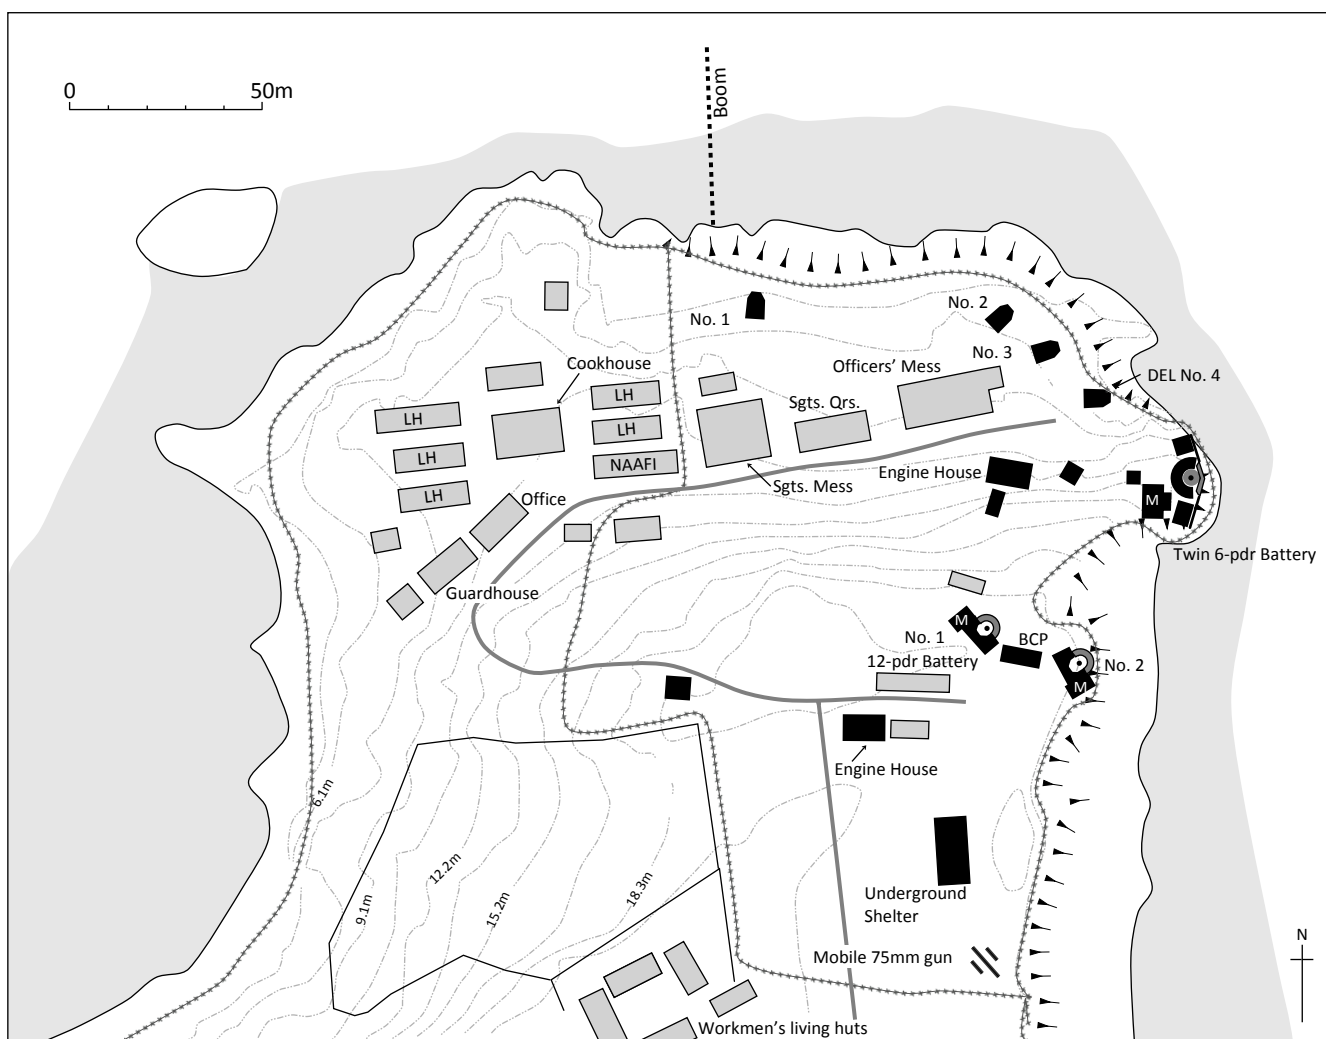 Boom
0 50m
No. 2
No. 1
No. 3
Officers' Mess
Cookhouse
DEL No. 4
LH
Sgts. Qrs.
LH
LH
LH
NAAFI
Engine House
LH
Office
Sgts. Mess
M
Twin 6-pdr Battery
Guardhouse
M
No. 1
BCP
12-pdr Battery
No. 2
M
Engine House
6.1m
12.2m
9.1m
15.2m
18.3m
Underground
Shelter
Mobile 75mm gun
N
Workmen's living huts